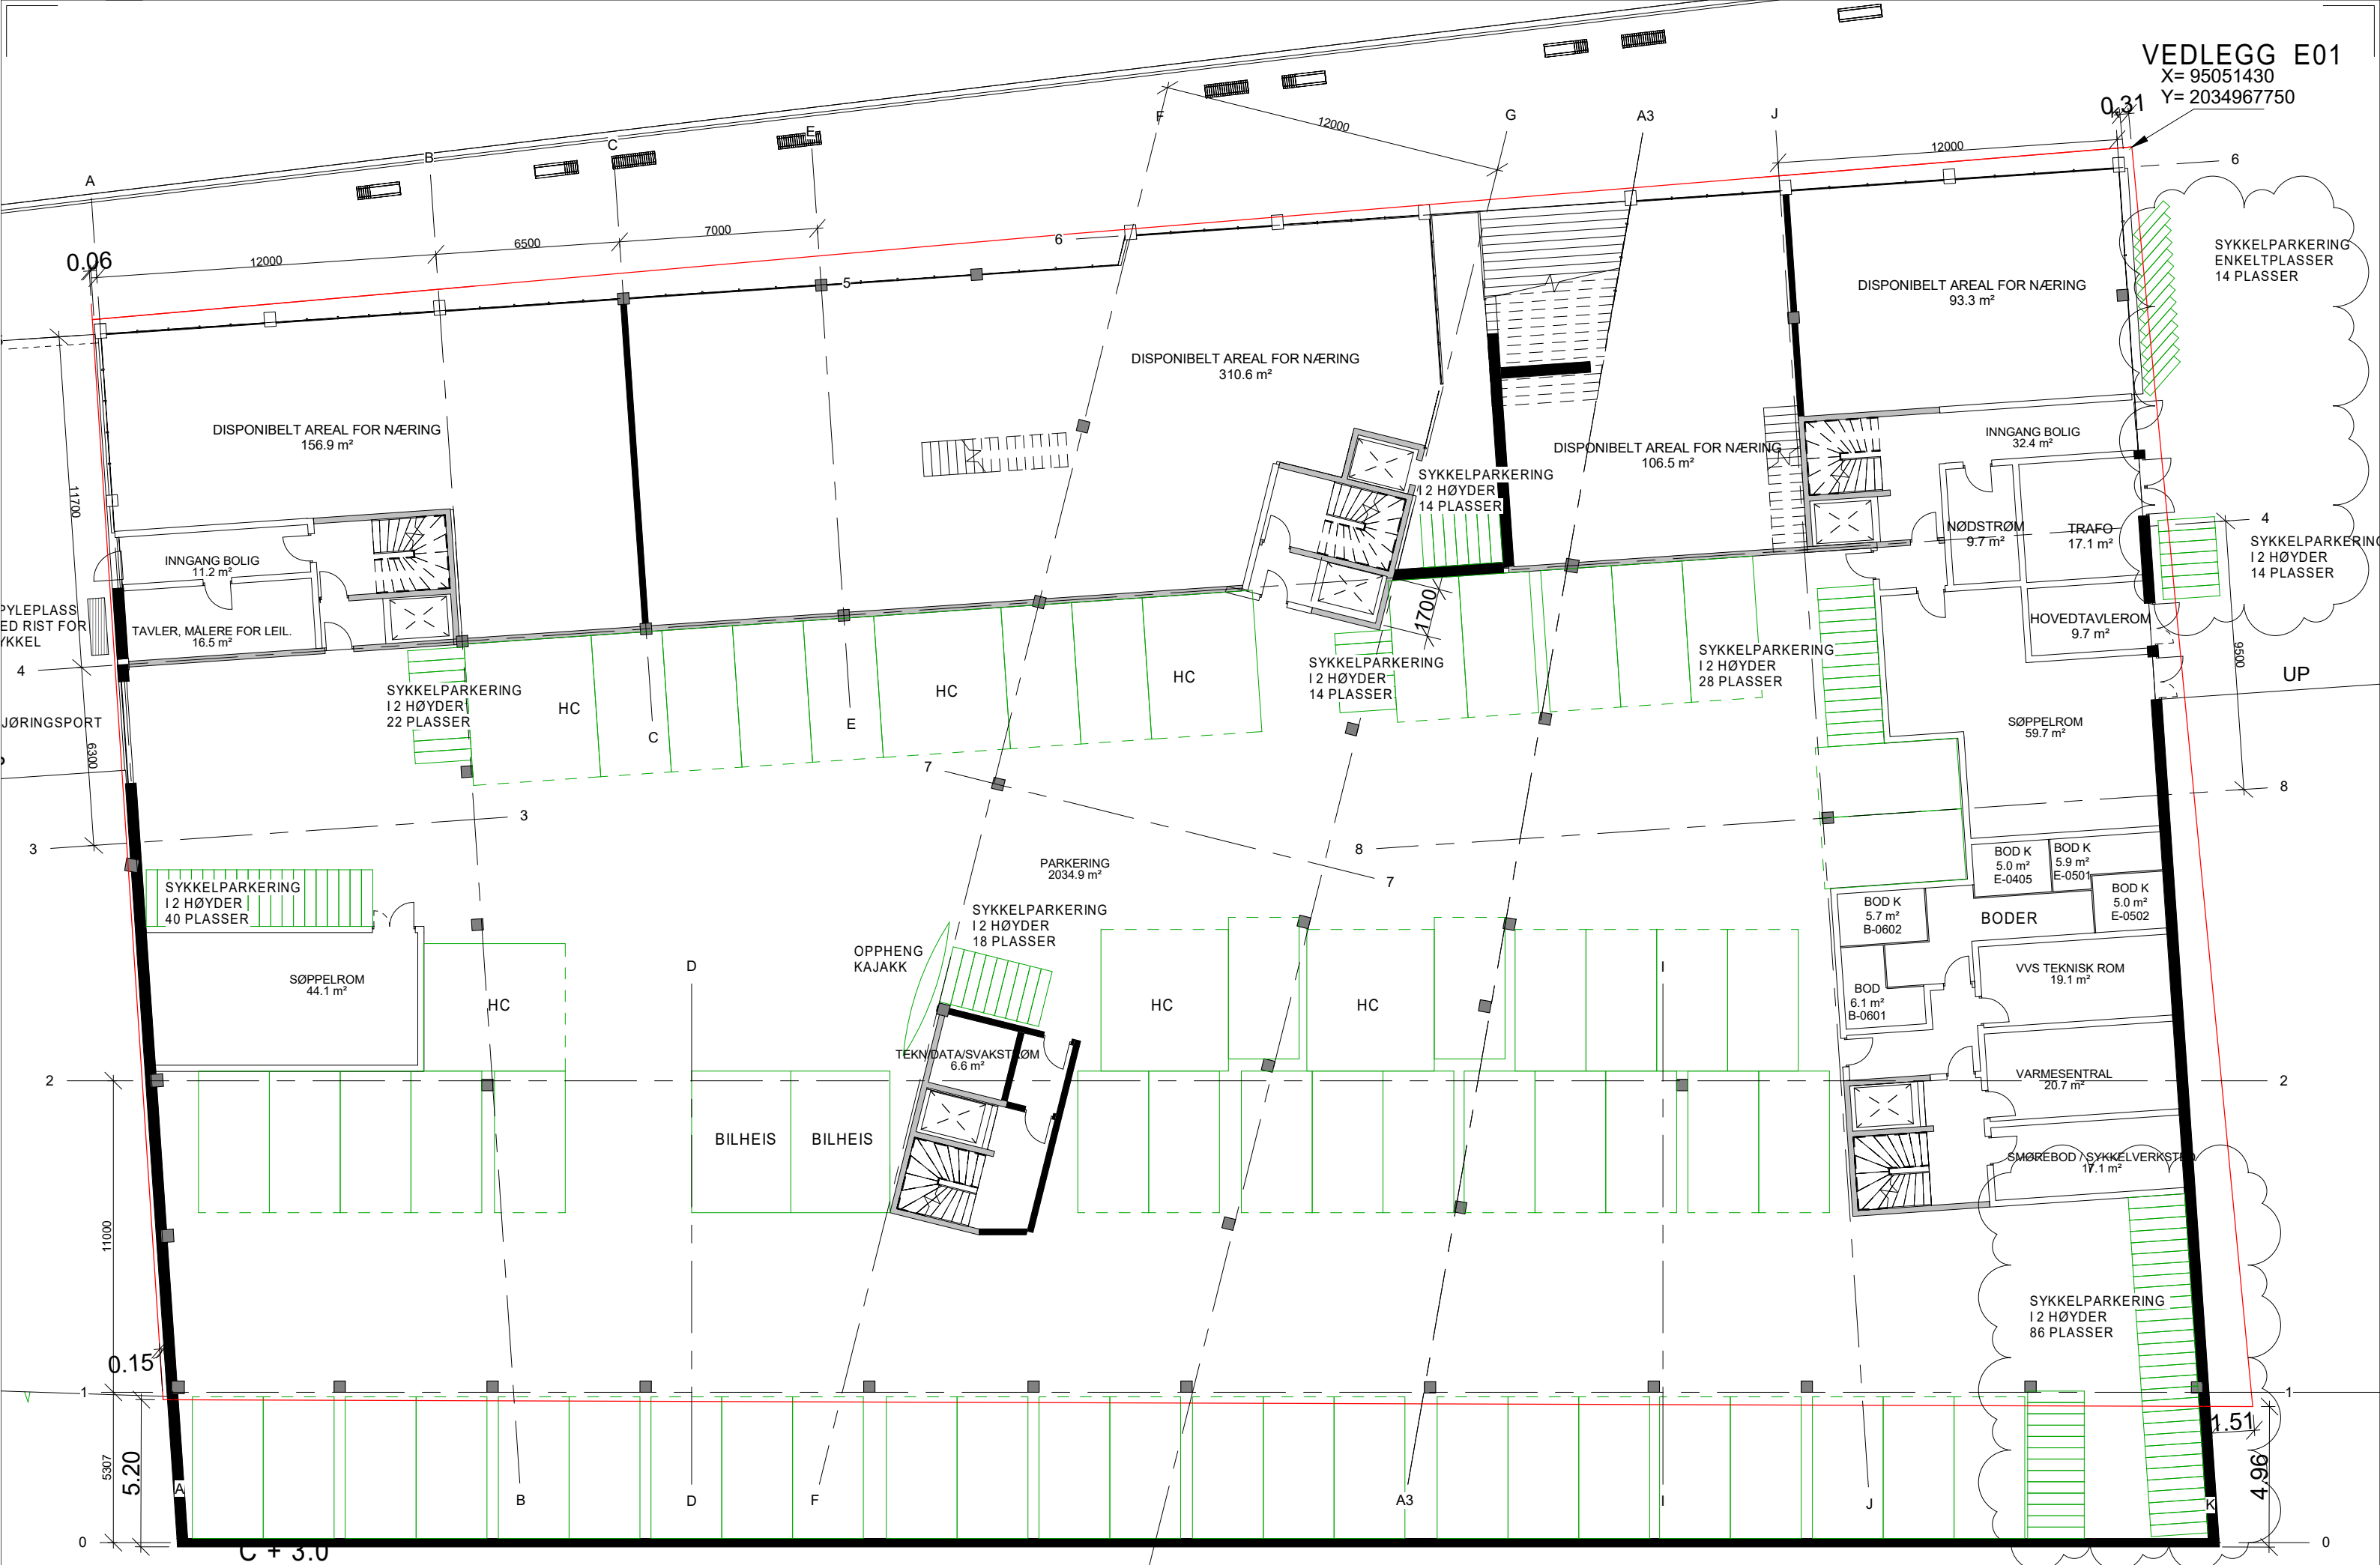 VEDLEGG E01
X= 95051430
Y= 2034967750
0.31
A
B
C
E
F
G
A3
J
6
12000
12000
6500
7000
12000
0.06
6
5
SYKKELPARKERING
ENKELTPLASSER
14 PLASSER
DISPONIBELT AREAL FOR NÆRING
93.3 m²
DISPONIBELT AREAL FOR NÆRING
310.6 m²
DISPONIBELT AREAL FOR NÆRING
156.9 m²
DISPONIBELT AREAL FOR NÆRING
106.5 m²
INNGANG BOLIG
32.4 m²
SYKKELPARKERING
I 2 HØYDER
14 PLASSER
11700
NØDSTRØM
9.7 m²
TRAFO
17.1 m²
4
SYKKELPARKERING
I 2 HØYDER
14 PLASSER
INNGANG BOLIG
11.2 m²
PYLEPLASS
ED RIST FOR
YKKEL
TAVLER, MÅLERE FOR LEIL.
16.5 m²
1700
HOVEDTAVLEROM
9.7 m²
9500
UP
4
SYKKELPARKERING
I 2 HØYDER
22 PLASSER
HC
HC
HC
SYKKELPARKERING
I 2 HØYDER
14 PLASSER
SYKKELPARKERING
I 2 HØYDER
28 PLASSER
JØRINGSPORT
6300
C
E
SØPPELROM
59.7 m²
7
8
3
3
8
7
PARKERING
2034.9 m²
BOD K
5.0 m²
E-0405
BOD K
5.9 m²
E-0501
BOD K
5.0 m²
E-0502
SYKKELPARKERING
I 2 HØYDER
40 PLASSER
BOD K
5.7 m²
B-0602
BODER
SYKKELPARKERING
I 2 HØYDER
18 PLASSER
OPPHENG
KAJAKK
D
I
SØPPELROM
44.1 m²
HC
HC
HC
VVS TEKNISK ROM
19.1 m²
BOD
6.1 m²
B-0601
TEKN/DATA/SVAKSTRØM
6.6 m²
2
VARMESENTRAL
20.7 m²
2
BILHEIS
BILHEIS
SMØREBOD / SYKKELVERKSTED
17.1 m²
11000
SYKKELPARKERING
I 2 HØYDER
86 PLASSER
0.15
1
1
1.51
5307
5.20
4.96
A
B
D
F
A3
I
J
K
0
0
C + 3.0